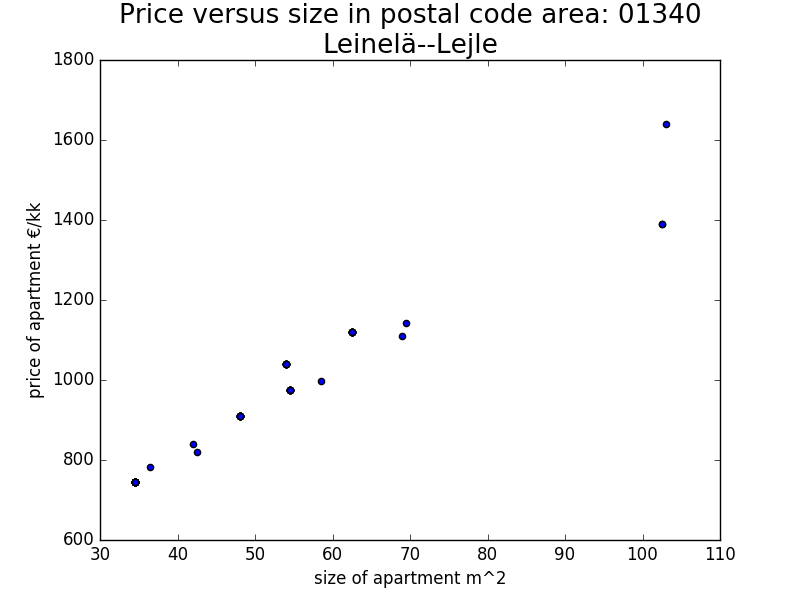 Price versus size in postal code area: 01340
Leinelä--Lejle
1800
1600
1400
1200
1000
800
600
price of apartment €/kk
30 40 50 60 70 80 90 100 110
size of apartment m^2